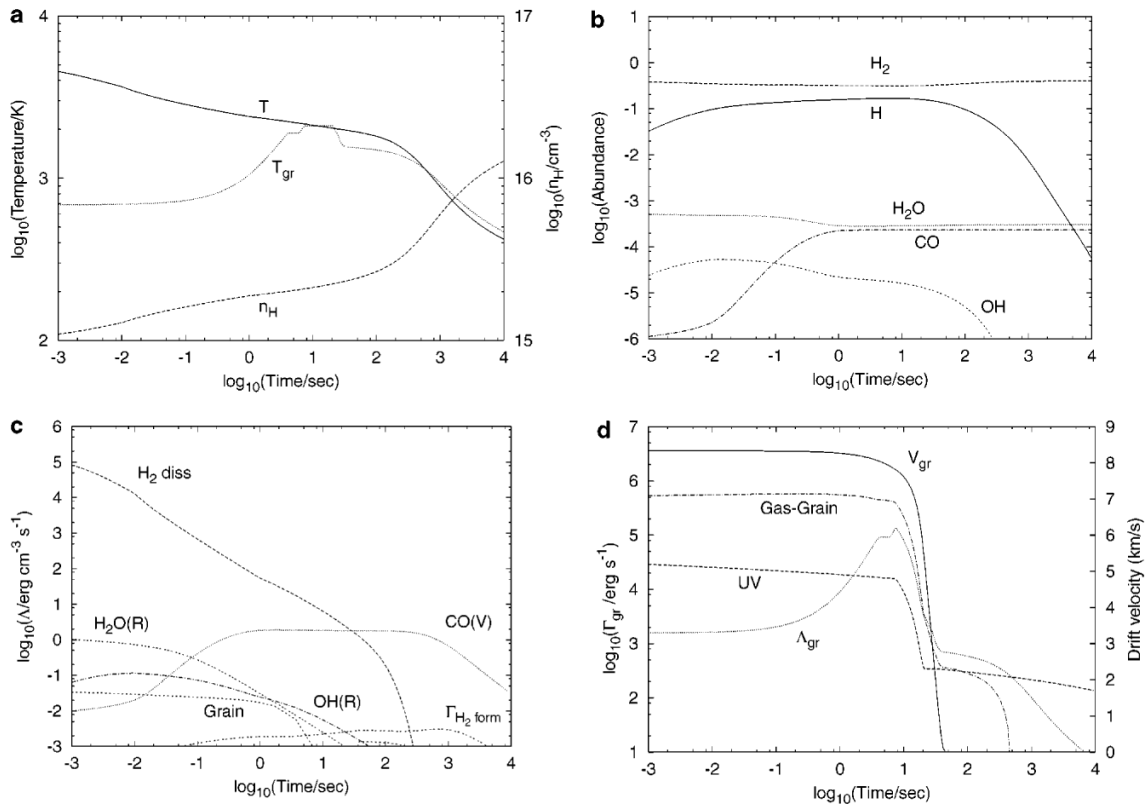 a
4
3
2
log10(Temperature/K)
17
16
15
log10(nH/cm-3)
T
Tgr
nH
-3 -2 -1 0 1 2 3 4
log10(Time/sec)
b
1
0
-1
-2
-3
-4
-5
-6
log10(Abundance)
H2
H
H2O
CO
OH
-3 -2 -1 0 1 2 3 4
log10(Time/sec)
c
6
5
4
3
2
1
0
-1
-2
-3
log10(Λ/erg cm-3 s-1)
H2 diss
H2O(R)
CO(V)
OH(R)
Grain
ΓH2 form
-3 -2 -1 0 1 2 3 4
log10(Time/sec)
d
7
6
5
4
3
2
1
log10(Γgr /erg s-1)
9
8
7
6
5
4
3
2
1
0
Drift velocity (km/s)
Vgr
Gas-Grain
UV
Λgr
-3 -2 -1 0 1 2 3 4
log10(Time/sec)